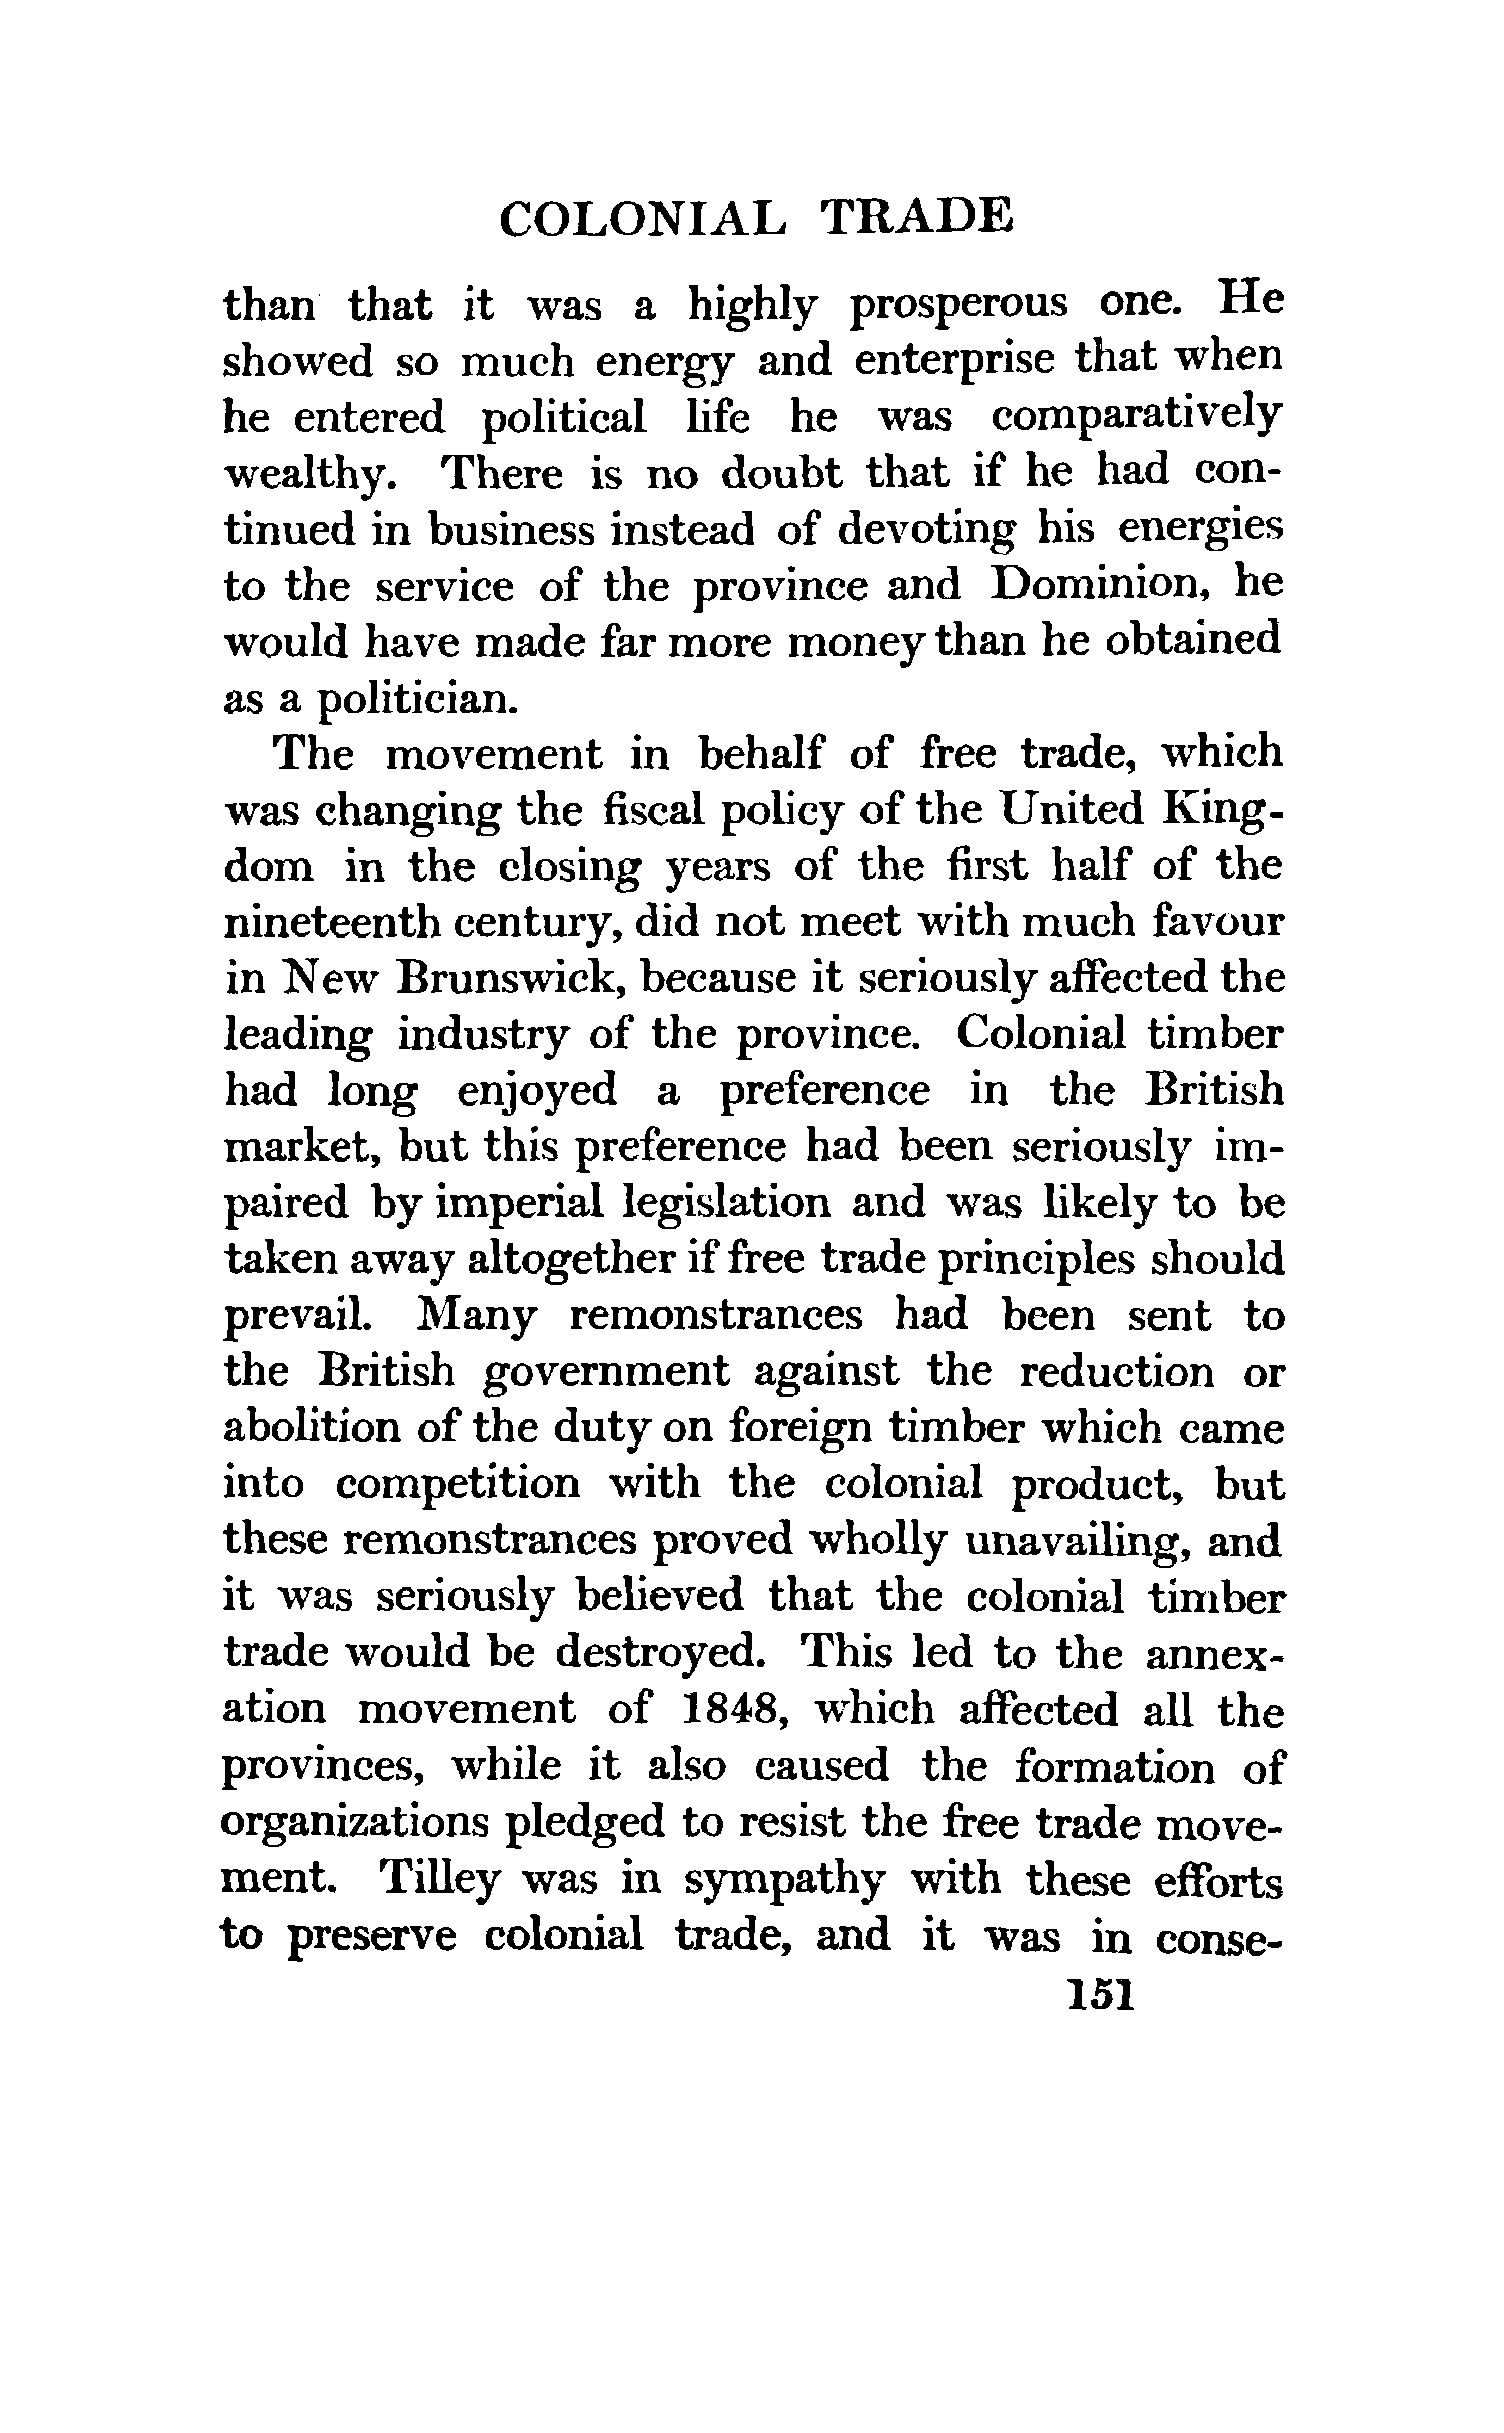 COLONIAL TRADE
than that it was a highly prosperous one. He
showed so much energy and enterprise that when
he entered political life he was comparatively
wealthy. There is no doubt that if he had con-
tinued in business instead of devoting his energies
to the service of the province and Dominion, he
would have made far more money than he obtained
as a politician.
The movement in behalf of free trade, which
was changing the fiscal policy of the United King-
dom in the closing years of the first half of the
nineteenth century, did not meet with much favour
in New Brunswick, because it seriously affected the
leading industry of the province. Colonial timber
had long enjoyed a preference in the British
market, but this preference had been seriously im-
paired by imperial legislation and was likely to be
taken away altogether if free trade principles should
prevail. Many remonstrances had been sent to
the British government against the reduction or
abolition of the duty on foreign timber which came
into competition with the colonial product, but
these remonstrances proved wholly unavailing, and
it was seriously believed that the colonial timber
trade would be destroyed. This led to the annex-
ation movement of 1848, which affected all the
provinces, while it also caused the formation of
organizations pledged to resist the free trade move-
ment. Tilley was in sympathy with these efforts
to preserve colonial trade, and it was in conse-
151